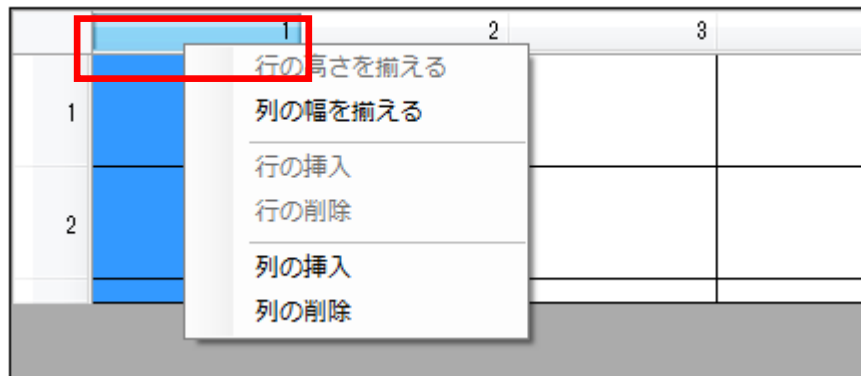 1 2 3
行の高さを揃える
1
列の幅を揃える
行の挿入
行の削除
2
列の挿入
列の削除